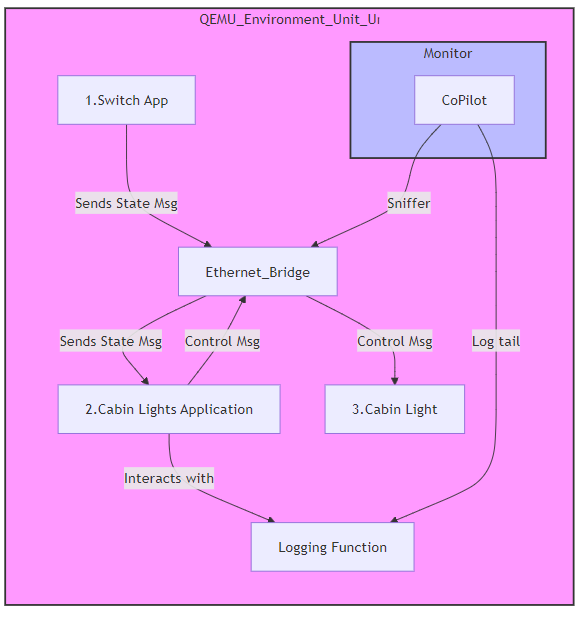 QEMU_Environment_Unit_U
Monitor
1.Switch App
CoPilot
Sends State Msg
Sniffer
Ethernet_Bridge
Sends State Msg
Control Msg
Control Msg
Log tail
2.Cabin Lights Application
3.Cabin Light
Interacts with
Logging Function